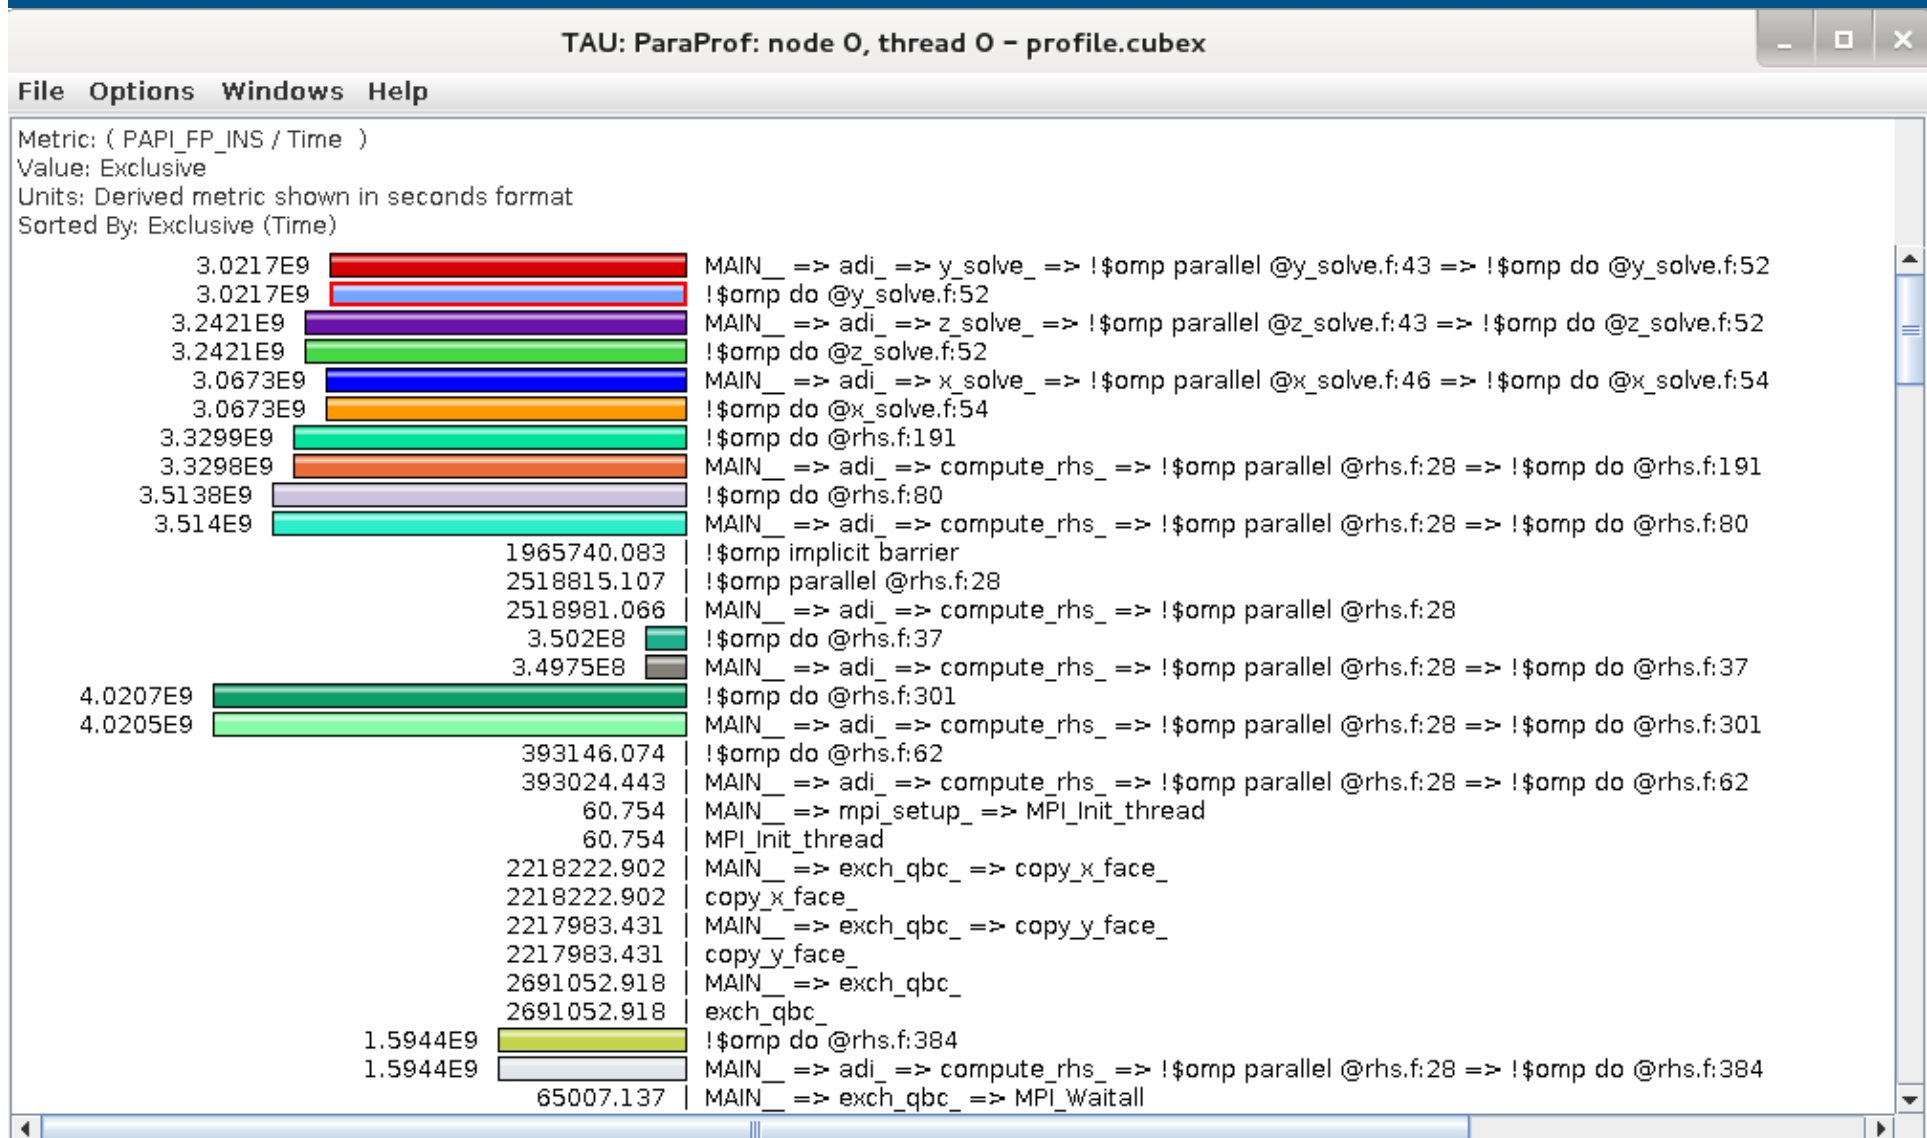 TAU: ParaProf: node 0, thread 0 – profile.cubex
File Options Windows Help
Metric: ( PAPI_FP_INS / Time )
Value: Exclusive
Units: Derived metric shown in seconds format
Sorted By: Exclusive (Time)
3.0217E9 MAIN__ => adi_ => y_solve_ => !$omp parallel @y_solve.f:43 => !$omp do @y_solve.f:52
3.0217E9 !$omp do @y_solve.f:52
3.2421E9 MAIN__ => adi_ => z_solve_ => !$omp parallel @z_solve.f:43 => !$omp do @z_solve.f:52
3.2421E9 !$omp do @z_solve.f:52
3.0673E9 MAIN__ => adi_ => x_solve_ => !$omp parallel @x_solve.f:46 => !$omp do @x_solve.f:54
3.0673E9 !$omp do @x_solve.f:54
3.3299E9 !$omp do @rhs.f:191
3.3298E9 MAIN__ => adi_ => compute_rhs_ => !$omp parallel @rhs.f:28 => !$omp do @rhs.f:191
3.5138E9 !$omp do @rhs.f:80
3.514E9 MAIN__ => adi_ => compute_rhs_ => !$omp parallel @rhs.f:28 => !$omp do @rhs.f:80
1965740.083 !$omp implicit barrier
2518815.107 !$omp parallel @rhs.f:28
2518981.066 MAIN__ => adi_ => compute_rhs_ => !$omp parallel @rhs.f:28
3.502E8 !$omp do @rhs.f:37
3.4975E8 MAIN__ => adi_ => compute_rhs_ => !$omp parallel @rhs.f:28 => !$omp do @rhs.f:37
4.0207E9 !$omp do @rhs.f:301
4.0205E9 MAIN__ => adi_ => compute_rhs_ => !$omp parallel @rhs.f:28 => !$omp do @rhs.f:301
393146.074 !$omp do @rhs.f:62
393024.443 MAIN__ => adi_ => compute_rhs_ => !$omp parallel @rhs.f:28 => !$omp do @rhs.f:62
60.754 MAIN__ => mpi_setup_ => MPI_Init_thread
60.754 MPI_Init_thread
2218222.902 MAIN__ => exch_qbc_ => copy_x_face_
2218222.902 copy_x_face_
2217983.431 MAIN__ => exch_qbc_ => copy_y_face_
2217983.431 copy_y_face_
2691052.918 MAIN__ => exch_qbc_
2691052.918 exch_qbc_
1.5944E9 !$omp do @rhs.f:384
1.5944E9 MAIN__ => adi_ => compute_rhs_ => !$omp parallel @rhs.f:28 => !$omp do @rhs.f:384
65007.137 MAIN__ => exch_qbc_ => MPI_Waitall